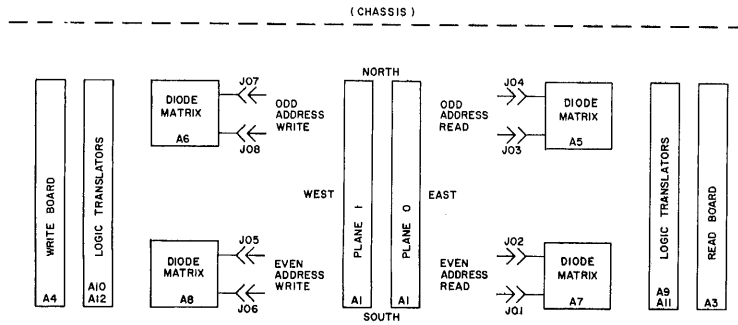 (CHASSIS)
NORTH
J07
J04
DIODE
MATRIX
A6
ODD
ADDRESS
WRITE
ODD
ADDRESS
READ
DIODE
MATRIX
A5
J08
J03
WRITE BOARD
A4
LOGIC TRANSLATORS
A10
A12
WEST
PLANE 1
A1
PLANE 0
A1
EAST
LOGIC TRANSLATORS
A9
A11
READ BOARD
A3
J05
J02
DIODE
MATRIX
A8
EVEN
ADDRESS
WRITE
EVEN
ADDRESS
READ
DIODE
MATRIX
A7
J06
J01
SOUTH